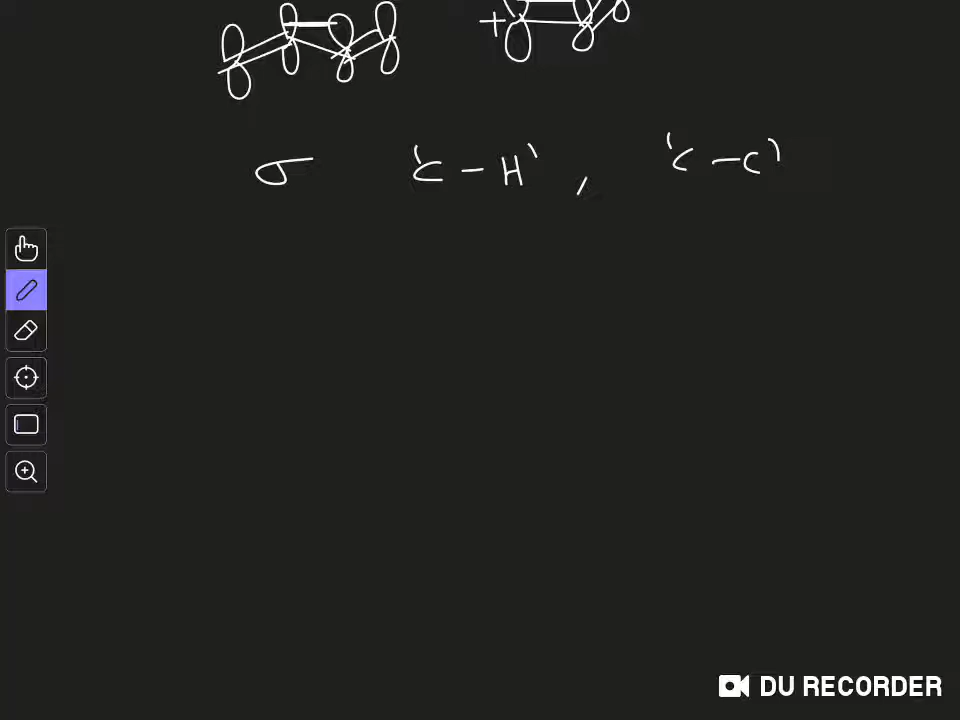 +
σ 'C - H' , 'C - C'
DU RECORDER